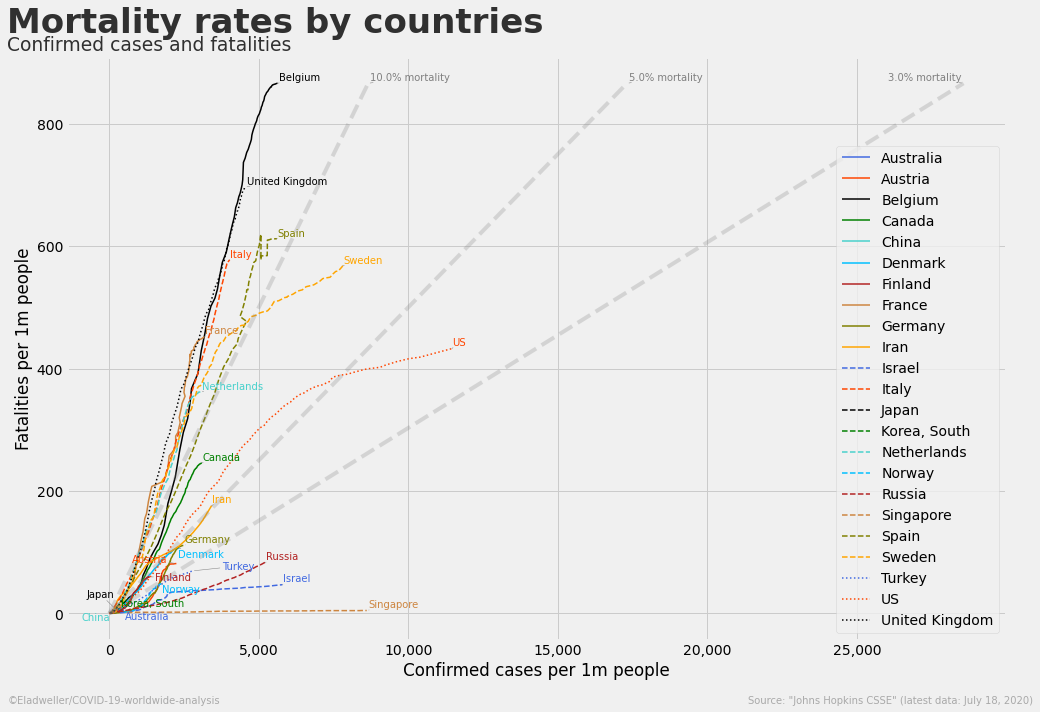 Mortality rates by countries
Confirmed cases and fatalities
Belgium
10.0% mortality
5.0% mortality
3.0% mortality
United Kingdom
Spain
Italy
Sweden
France
US
Netherlands
Canada
Iran
Germany
Denmark
Austria
Russia
Turkey
Finland
Israel
Norway
Japan
Korea, South
Singapore
China
Australia
800
600
400
200
0
Fatalities per 1m people
0
5,000
10,000
15,000
20,000
25,000
Confirmed cases per 1m people
Australia
Austria
Belgium
Canada
China
Denmark
Finland
France
Germany
Iran
Israel
Italy
Japan
Korea, South
Netherlands
Norway
Russia
Singapore
Spain
Sweden
Turkey
US
United Kingdom
©Eladweller/COVID-19-worldwide-analysis
Source: "Johns Hopkins CSSE" (latest data: July 18, 2020)